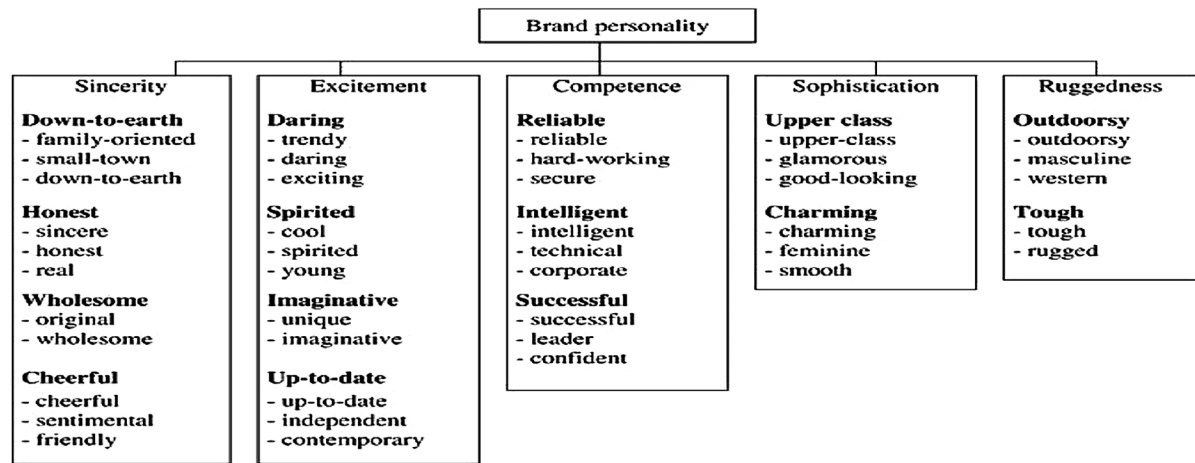 Brand personality
Sincerity
Down-to-earth
- family-oriented
- small-town
- down-to-earth
Honest
- sincere
- honest
- real
Wholesome
- original
- wholesome
Cheerful
- cheerful
- sentimental
- friendly
Excitement
Daring
- trendy
- daring
- exciting
Spirited
- cool
- spirited
- young
Imaginative
- unique
- imaginative
Up-to-date
- up-to-date
- independent
- contemporary
Competence
Reliable
- reliable
- hard-working
- secure
Intelligent
- intelligent
- technical
- corporate
Successful
- successful
- leader
- confident
Sophistication
Upper class
- upper-class
- glamorous
- good-looking
Charming
- charming
- feminine
- smooth
Ruggedness
Outdoorsy
- outdoorsy
- masculine
- western
Tough
- tough
- rugged